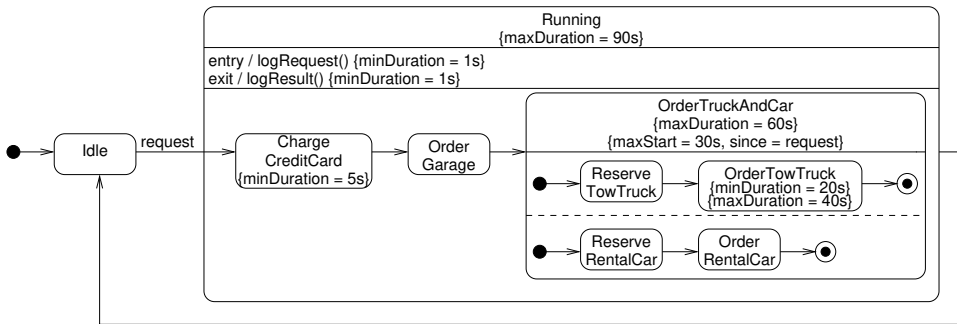 Running
{maxDuration = 90s}
entry / logRequest() {minDuration = 1s}
exit / logResult() {minDuration = 1s}
Idle
request
Charge
CreditCard
{minDuration = 5s}
Order
Garage
OrderTruckAndCar
{maxDuration = 60s}
{maxStart = 30s, since = request}
Reserve
TowTruck
OrderTowTruck
{minDuration = 20s}
{maxDuration = 40s}
Reserve
RentalCar
Order
RentalCar